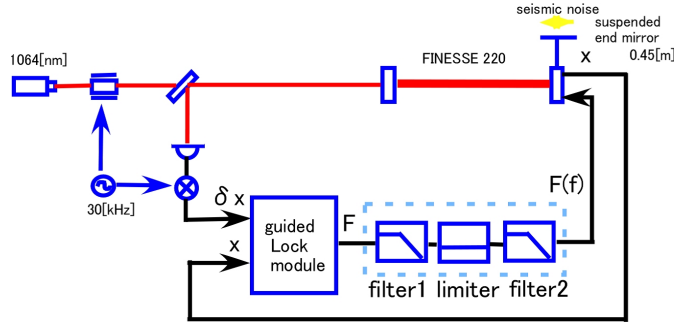 seismic noise
suspended
end mirror
x 0.45[m]
1064[nm]
FINESSE 220
30[kHz]
δ x
x
guided
Lock
module
F
F(f)
filter1 limiter filter2